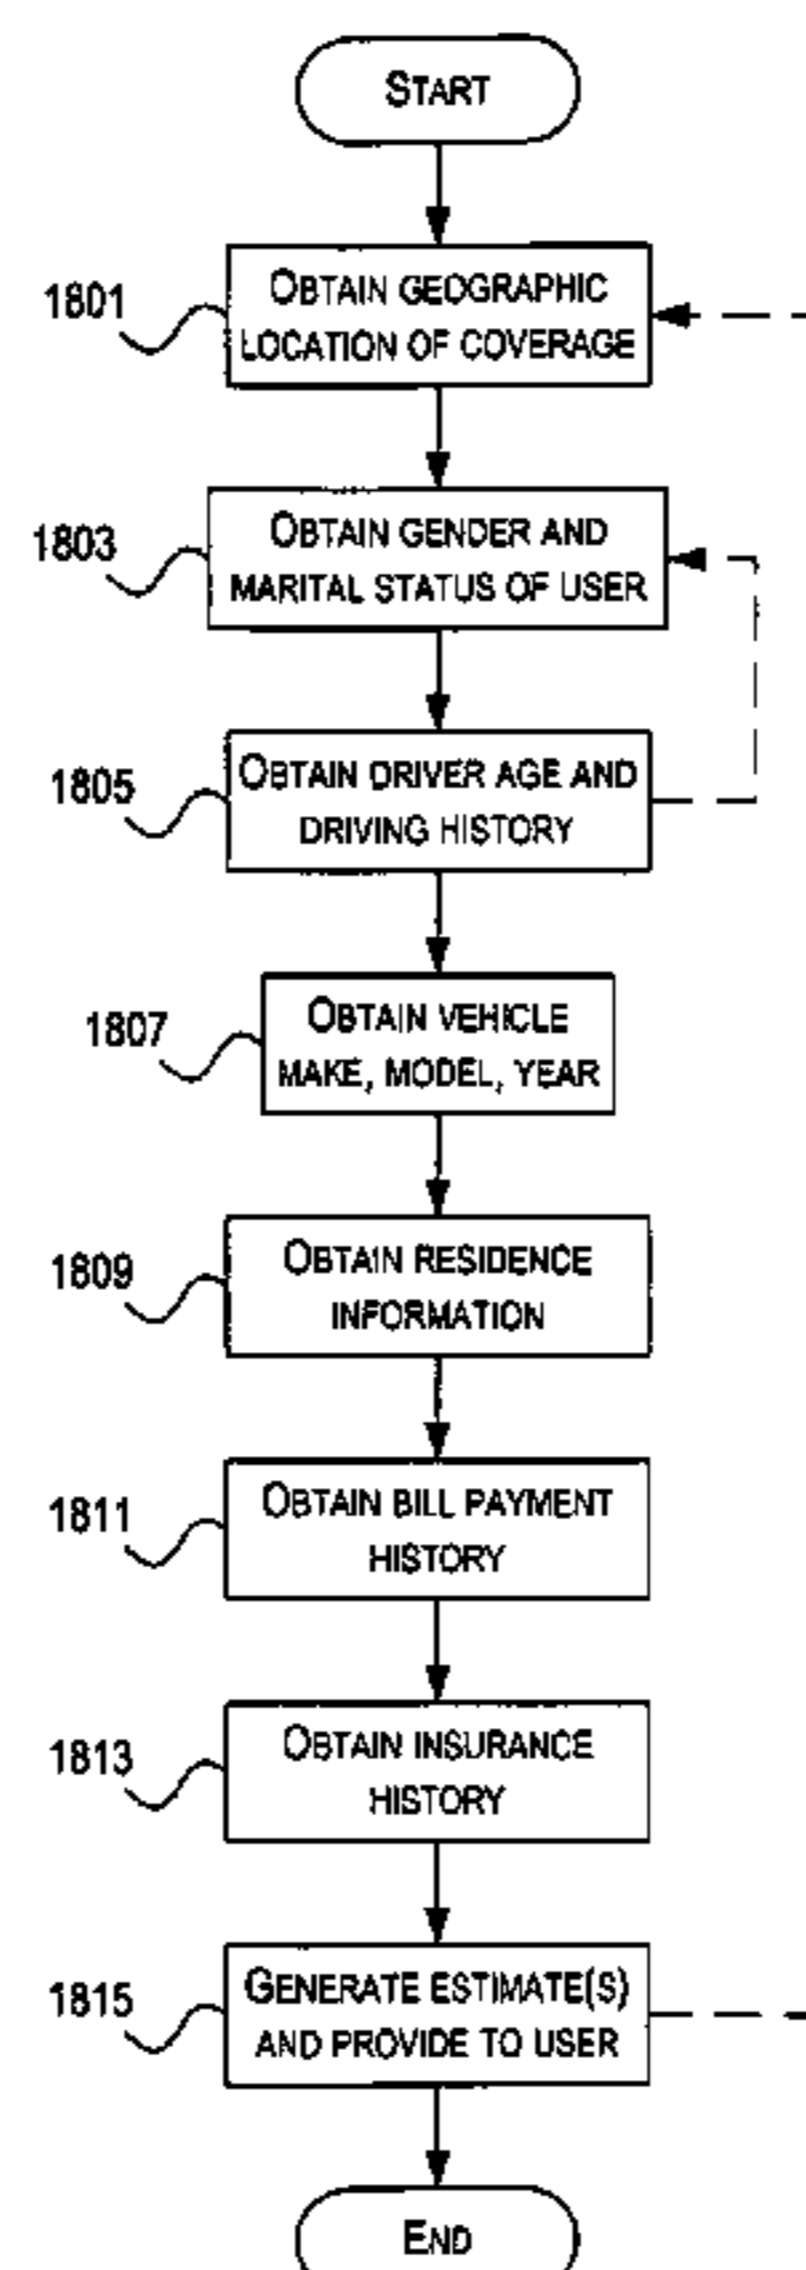 START
1801
OBTAIN GEOGRAPHIC
LOCATION OF COVERAGE
1803
OBTAIN GENDER AND
MARITAL STATUS OF USER
1805
OBTAIN DRIVER AGE AND
DRIVING HISTORY
1807
OBTAIN VEHICLE
MAKE, MODEL, YEAR
1809
OBTAIN RESIDENCE
INFORMATION
1811
OBTAIN BILL PAYMENT
HISTORY
1813
OBTAIN INSURANCE
HISTORY
1815
GENERATE ESTIMATE(S)
AND PROVIDE TO USER
END